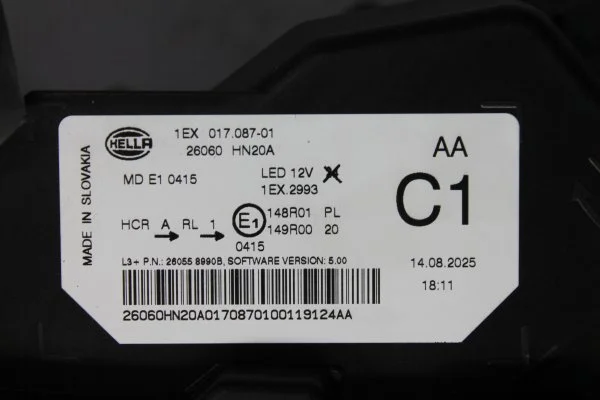 HELLA
1EX 017.087-01
26060 HN20A
MADE IN SLOVAKIA
MD E1 0415
LED 12V
1EX.2993
HCR A RL 1
E1
148R01 PL
149R00 20
0415
L3+ P.N.: 26055 8990B, SOFTWARE VERSION: 5.00
26060HN20A0170870100119124AA
AA
C1
14.08.2025
18:11